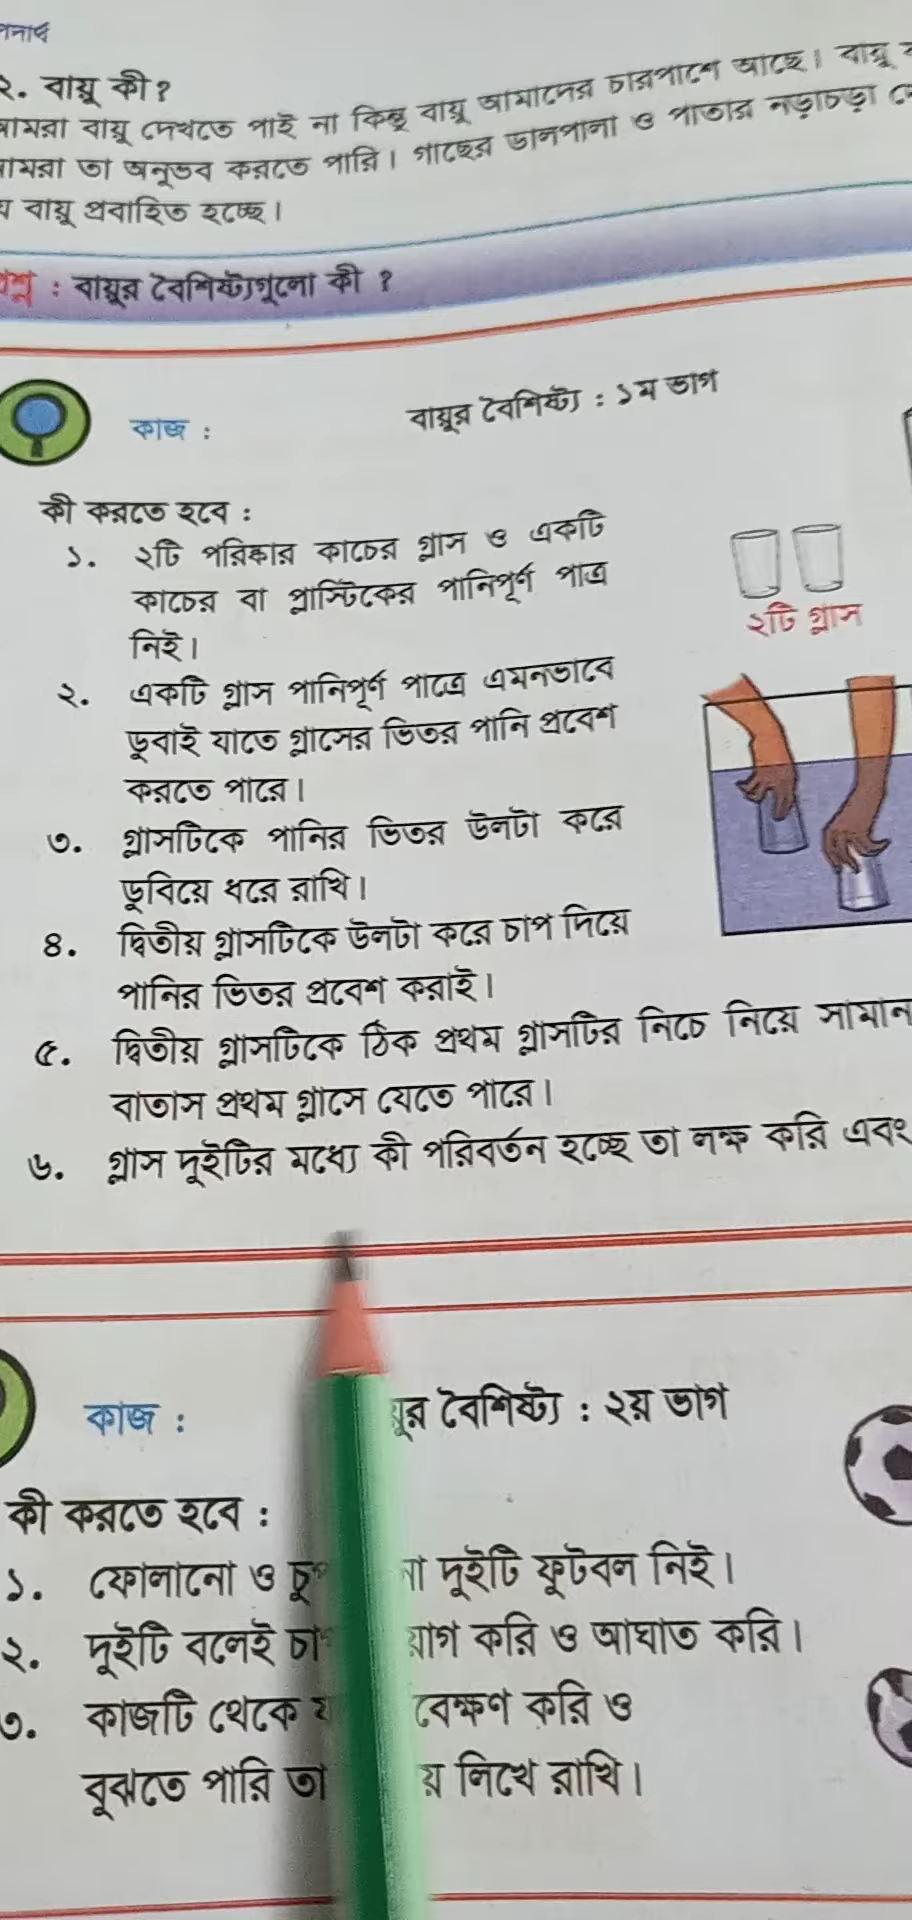 ২. বায়ু কী?
আমরা বায়ু দেখতে পাই না কিন্তু বায়ু আমাদের চারপাশে আছে। বায়ু
আমরা তা অনুভব করতে পারি। গাছের ডালপালা ও পাতার নড়াচড়া
বায়ু প্রবাহিত হচ্ছে।
প্রশ্ন : বায়ুর বৈশিষ্ট্যগুলো কী ?
কাজ :
বায়ুর বৈশিষ্ট্য : ১ম ভাগ
কী করতে হবে :
১. ২টি পরিষ্কার কাচের গ্লাস ও একটি
কাচের বা প্লাস্টিকের পানিপূর্ণ পাত্র
নিই।
২টি গ্লাস
২. একটি গ্লাস পানিপূর্ণ পাত্রে এমনভাবে
ডুবাই যাতে গ্লাসের ভিতর পানি প্রবেশ
করতে পারে।
৩. গ্লাসটিকে পানির ভিতর উলটা করে
ডুবিয়ে ধরে রাখি।
৪. দ্বিতীয় গ্লাসটিকে উলটা করে চাপ দিয়ে
পানির ভিতর প্রবেশ করাই।
৫. দ্বিতীয় গ্লাসটিকে ঠিক প্রথম গ্লাসটির নিচে নিয়ে সামান
বাতাস প্রথম গ্লাসে যেতে পারে।
৬. গ্লাস দুইটির মধ্যে কী পরিবর্তন হচ্ছে তা লক্ষ করি এবং
কাজ :
য়ুর বৈশিষ্ট্য : ২য় ভাগ
কী করতে হবে :
১. ফোলানো ও দুইটি ফুটবল নিই।
২. দুইটি বলেই করি ও আঘাত করি।
৩. কাজটি থেকে করি ও
বুঝতে পারি তা লিখে রাখি।